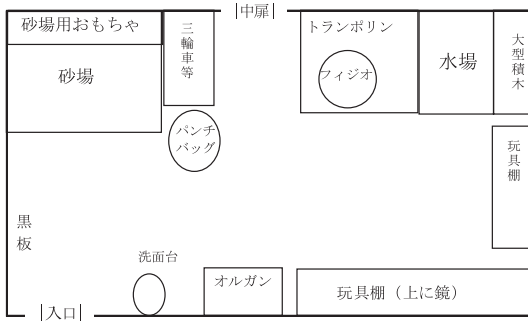 |中扉|
砂場用おもちゃ
砂場
三輪車等
トランポリン
フィジオ
水場
大型積木
パンチ
バッグ
玩具棚
黒板
洗面台
オルガン
玩具棚（上に鏡）
|入口|